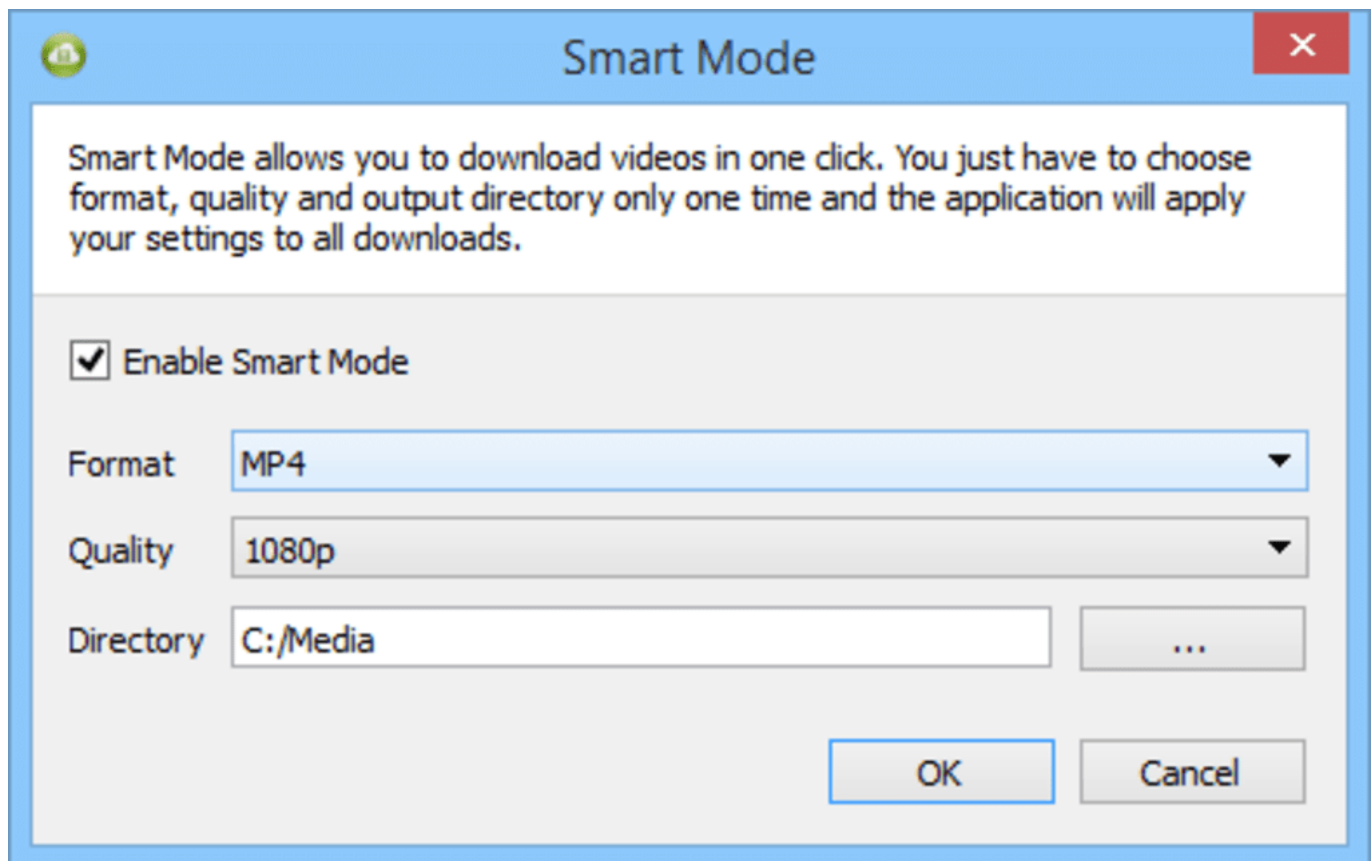 Smart Mode
Smart Mode allows you to download videos in one click. You just have to choose
format, quality and output directory only one time and the application will apply
your settings to all downloads.
Enable Smart Mode
Format MP4
Quality 1080p
Directory C:/Media ...
OK Cancel